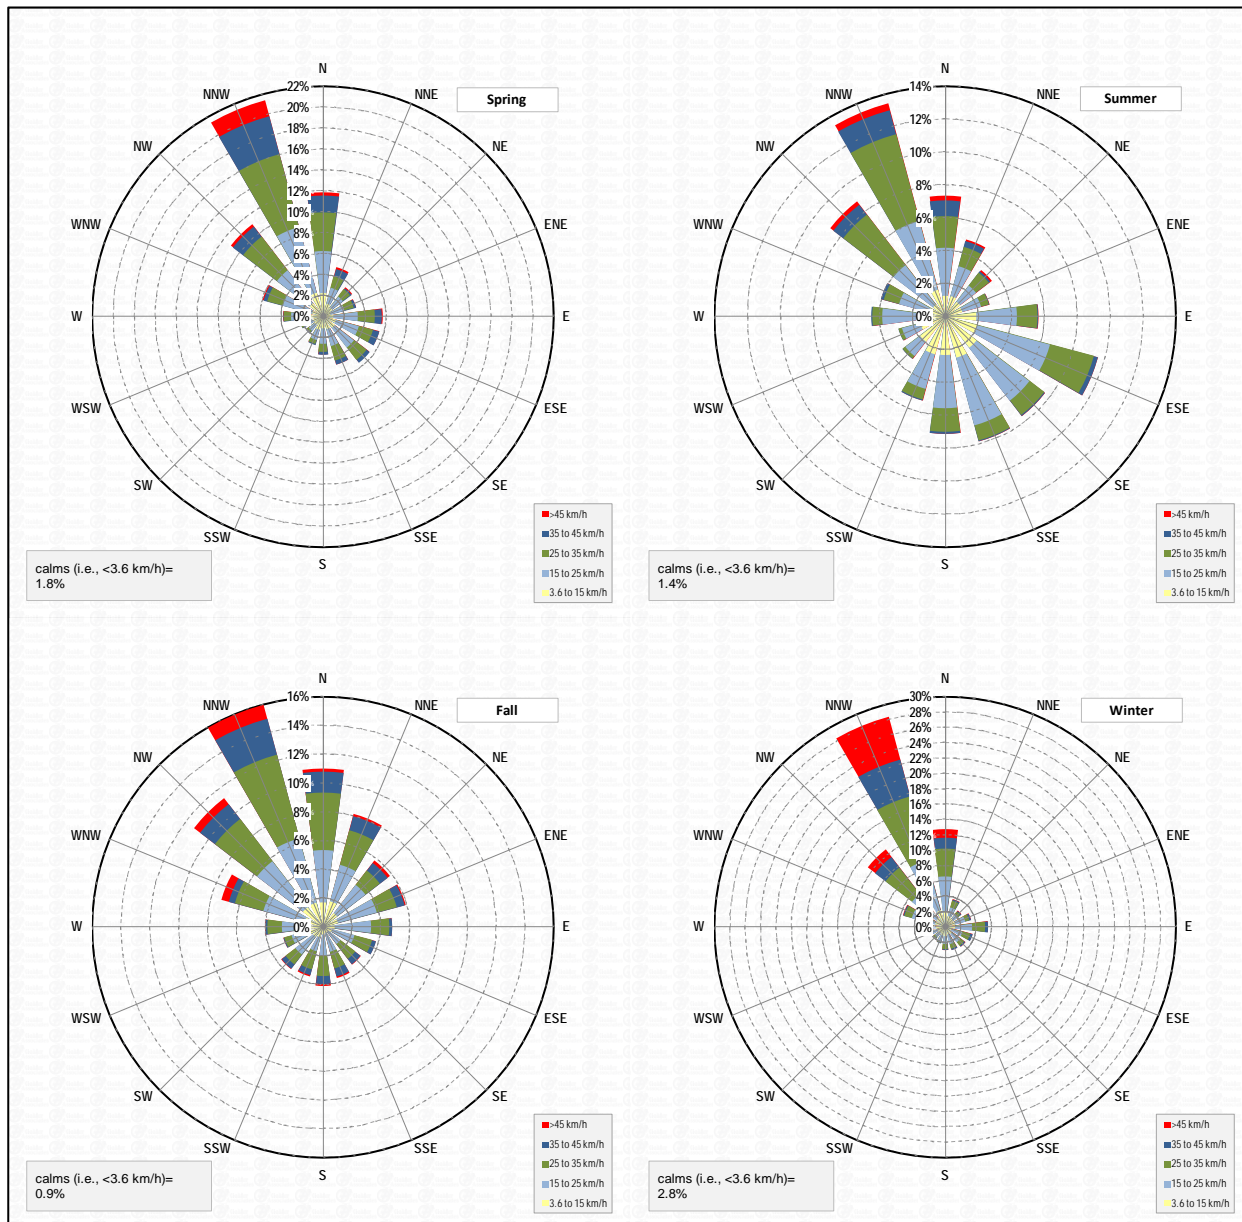 Spring
N
NNE
NE
ENE
E
ESE
SE
SSE
S
SSW
SW
WSW
W
WNW
NW
NNW
22%
20%
18%
16%
14%
12%
10%
8%
6%
4%
2%
0%
>45 km/h
35 to 45 km/h
25 to 35 km/h
15 to 25 km/h
3.6 to 15 km/h
calms (i.e., <3.6 km/h)=
1.8%
Summer
N
NNE
NE
ENE
E
ESE
SE
SSE
S
SSW
SW
WSW
W
WNW
NW
NNW
14%
12%
10%
8%
6%
4%
2%
0%
>45 km/h
35 to 45 km/h
25 to 35 km/h
15 to 25 km/h
3.6 to 15 km/h
calms (i.e., <3.6 km/h)=
1.4%
Fall
N
NNE
NE
ENE
E
ESE
SE
SSE
S
SSW
SW
WSW
W
WNW
NW
NNW
16%
14%
12%
10%
8%
6%
4%
2%
0%
>45 km/h
35 to 45 km/h
25 to 35 km/h
15 to 25 km/h
3.6 to 15 km/h
calms (i.e., <3.6 km/h)=
0.9%
Winter
N
NNE
NE
ENE
E
ESE
SE
SSE
S
SSW
SW
WSW
W
WNW
NW
NNW
30%
28%
26%
24%
22%
20%
18%
16%
14%
12%
10%
8%
6%
4%
2%
0%
>45 km/h
35 to 45 km/h
25 to 35 km/h
15 to 25 km/h
3.6 to 15 km/h
calms (i.e., <3.6 km/h)=
2.8%